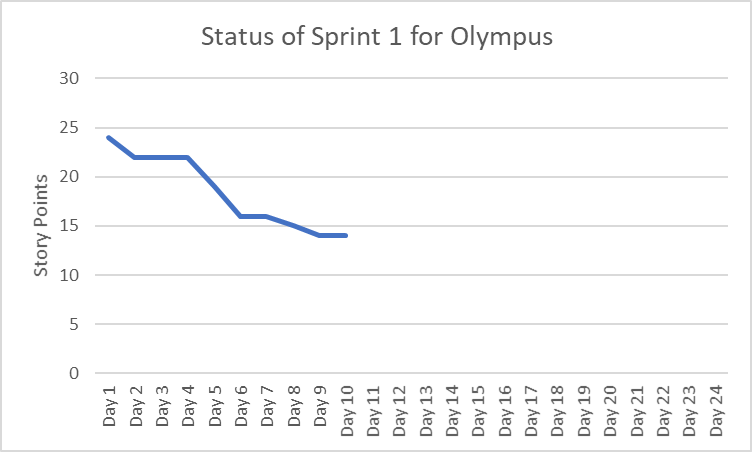 Status of Sprint 1 for Olympus
30
25
20
15
10
5
0
Story Points
Day 1
Day 2
Day 3
Day 4
Day 5
Day 6
Day 7
Day 8
Day 9
Day 10
Day 11
Day 12
Day 13
Day 14
Day 15
Day 16
Day 17
Day 18
Day 19
Day 20
Day 21
Day 22
Day 23
Day 24